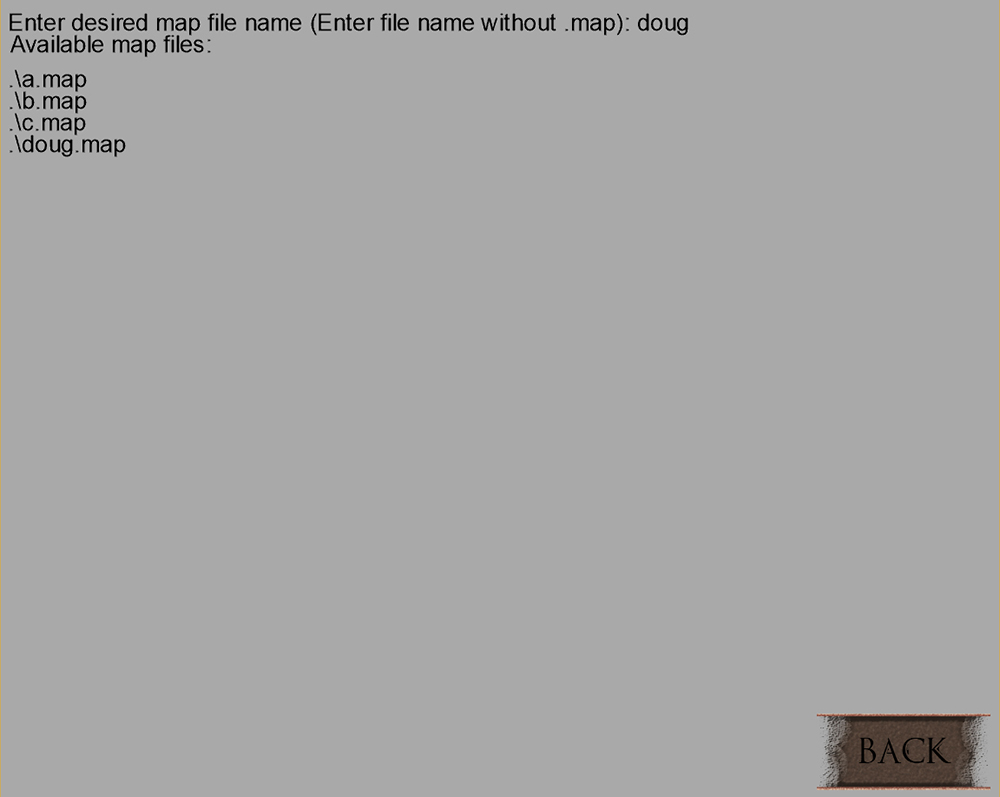 Enter desired map file name (Enter file name without .map): doug
Available map files:
.\a.map
.\b.map
.\c.map
.\doug.map
BACK